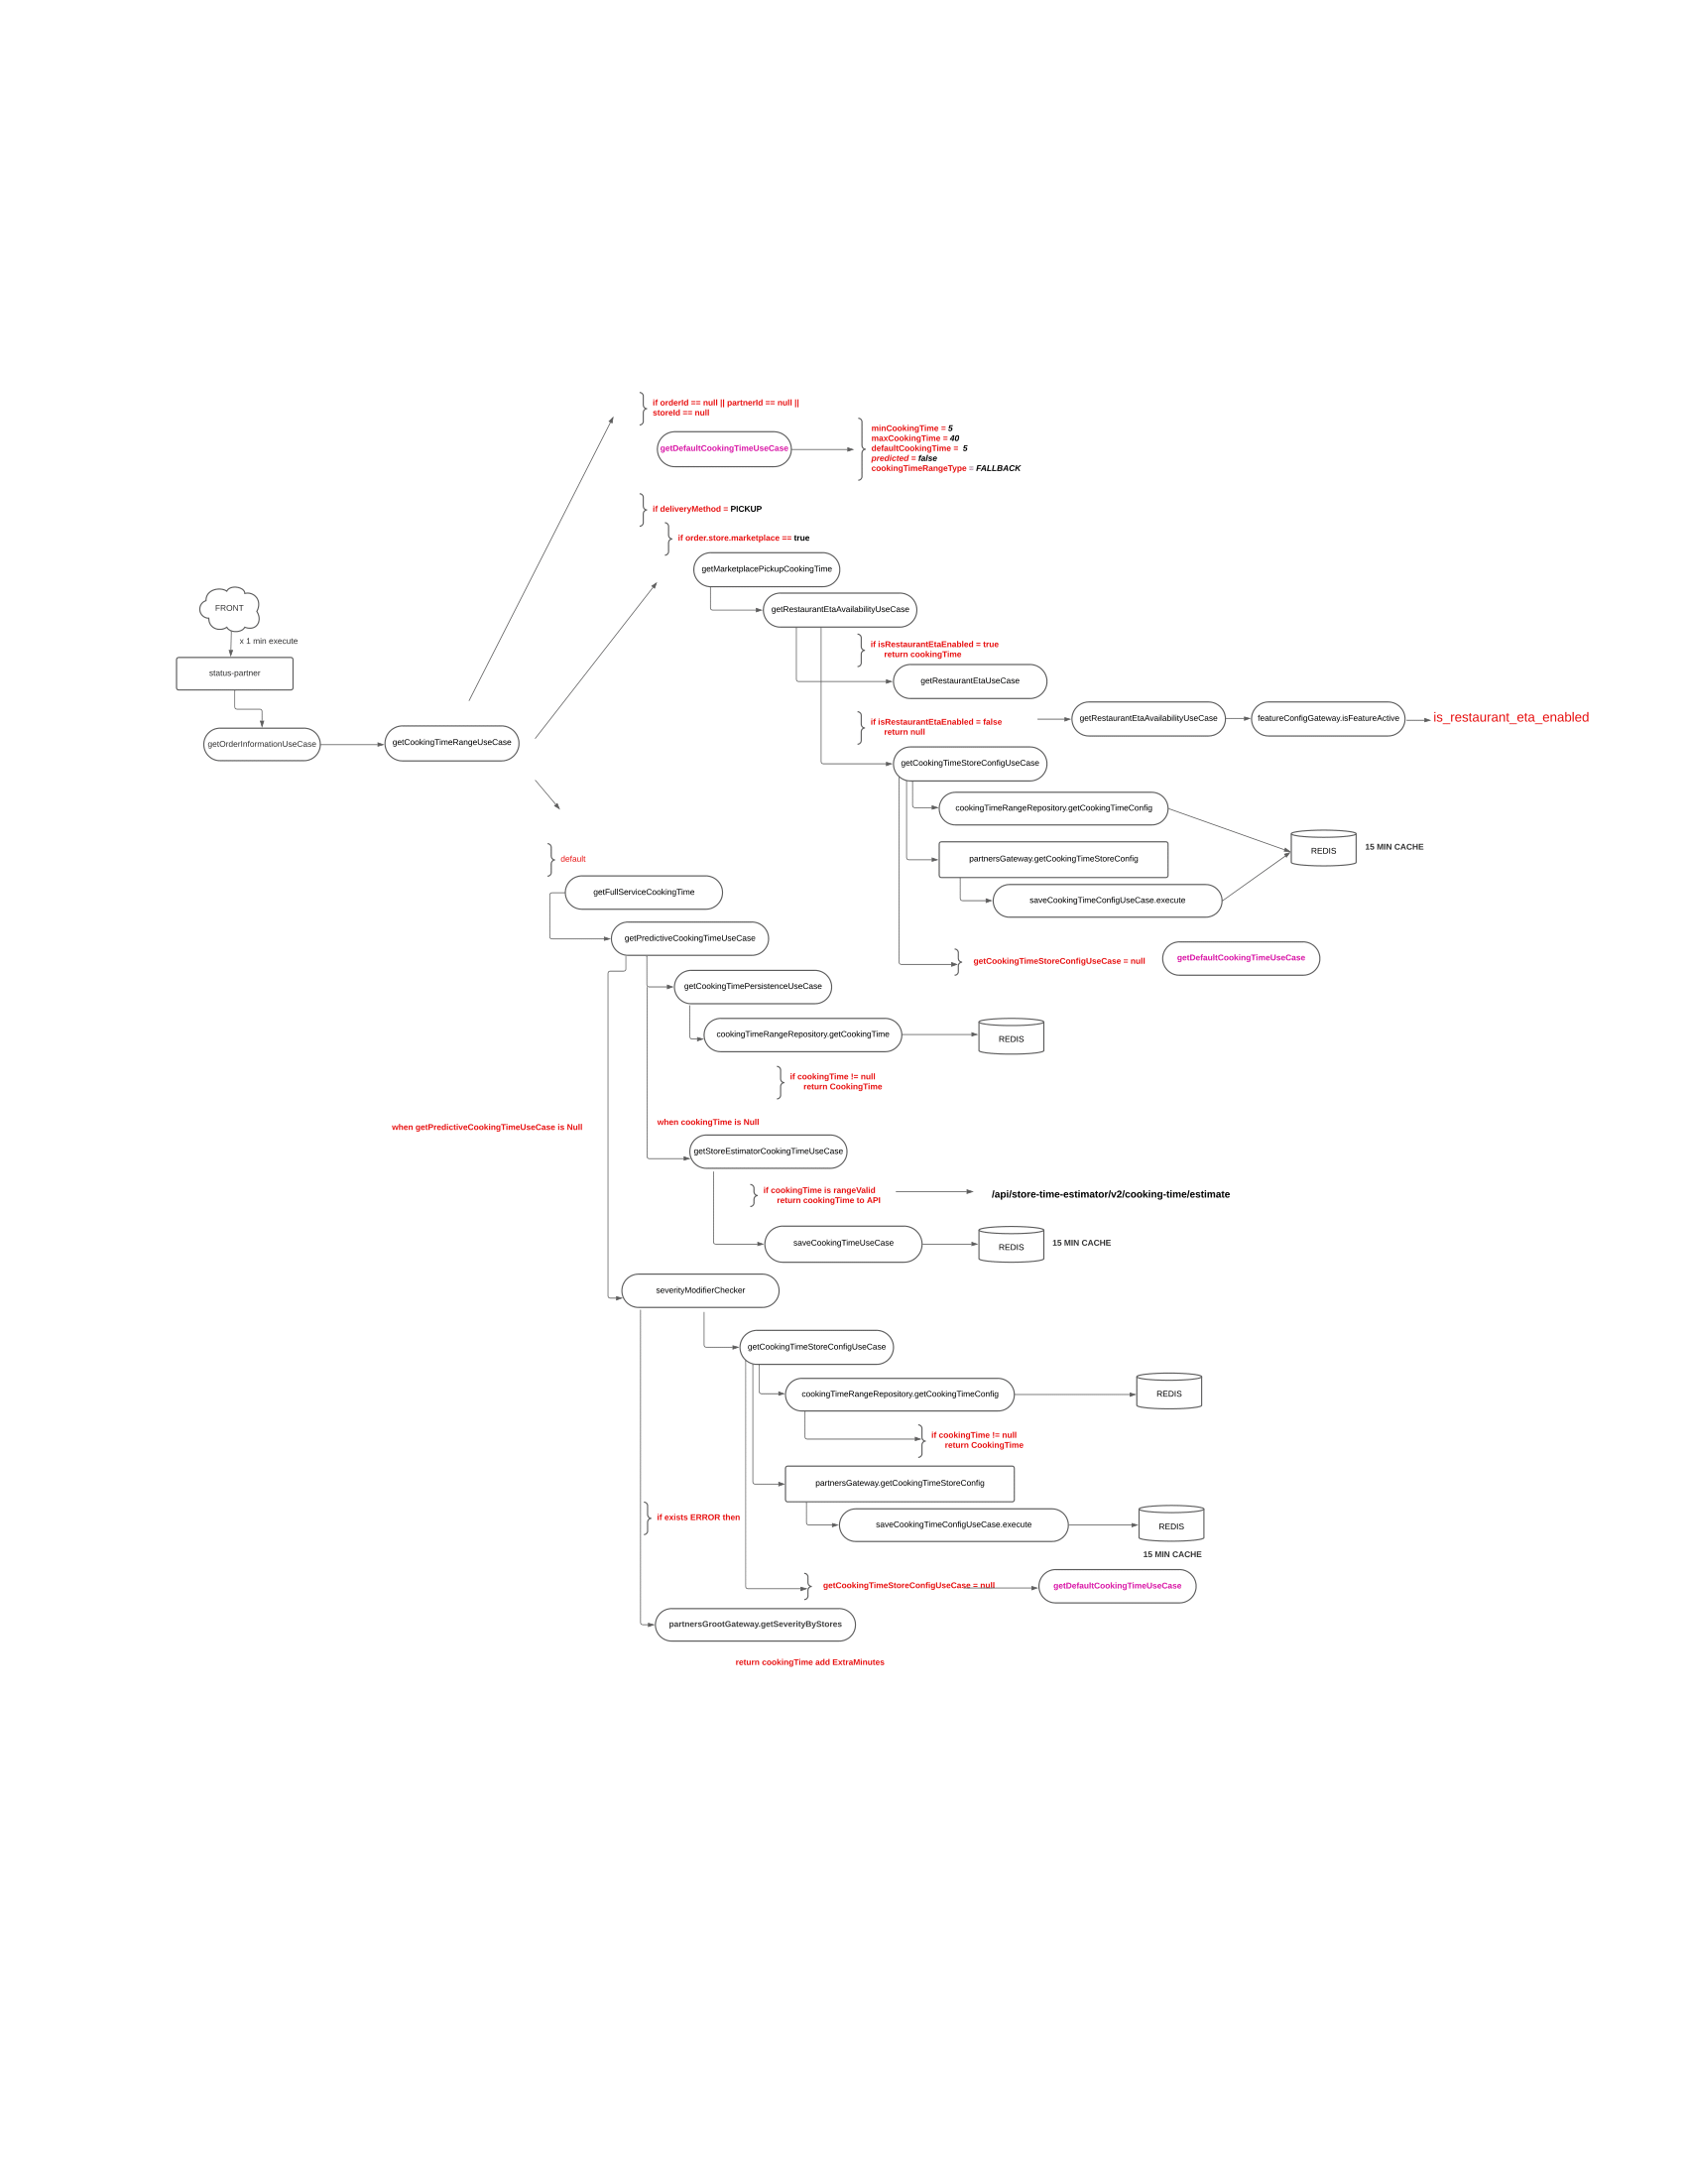 if orderId == null || partnerId == null ||
storeId == null
getDefaultCookingTimeUseCase
minCookingTime = 5
maxCookingTime = 40
defaultCookingTime =  5
predicted = false
cookingTimeRangeType = FALLBACK
if deliveryMethod = PICKUP
if order.store.marketplace == true
getMarketplacePickupCookingTime
getRestaurantEtaAvailabilityUseCase
if isRestaurantEtaEnabled = true
return cookingTime
getRestaurantEtaUseCase
if isRestaurantEtaEnabled = false
return null
getRestaurantEtaAvailabilityUseCase
featureConfigGateway.isFeatureActive
is_restaurant_eta_enabled
FRONT
x 1 min execute
status-partner
getOrderInformationUseCase
getCookingTimeRangeUseCase
getCookingTimeStoreConfigUseCase
cookingTimeRangeRepository.getCookingTimeConfig
REDIS
15 MIN CACHE
partnersGateway.getCookingTimeStoreConfig
saveCookingTimeConfigUseCase.execute
getCookingTimeStoreConfigUseCase = null
getDefaultCookingTimeUseCase
default
getFullServiceCookingTime
getPredictiveCookingTimeUseCase
getCookingTimePersistenceUseCase
cookingTimeRangeRepository.getCookingTime
REDIS
if cookingTime != null
return CookingTime
when getPredictiveCookingTimeUseCase is Null
when cookingTime is Null
getStoreEstimatorCookingTimeUseCase
if cookingTime is rangeValid
return cookingTime to API
/api/store-time-estimator/v2/cooking-time/estimate
saveCookingTimeUseCase
REDIS
15 MIN CACHE
severityModifierChecker
getCookingTimeStoreConfigUseCase
cookingTimeRangeRepository.getCookingTimeConfig
REDIS
if cookingTime != null
return CookingTime
partnersGateway.getCookingTimeStoreConfig
if exists ERROR then
saveCookingTimeConfigUseCase.execute
REDIS
15 MIN CACHE
getCookingTimeStoreConfigUseCase = null
getDefaultCookingTimeUseCase
partnersGrootGateway.getSeverityByStores
return cookingTime add ExtraMinutes